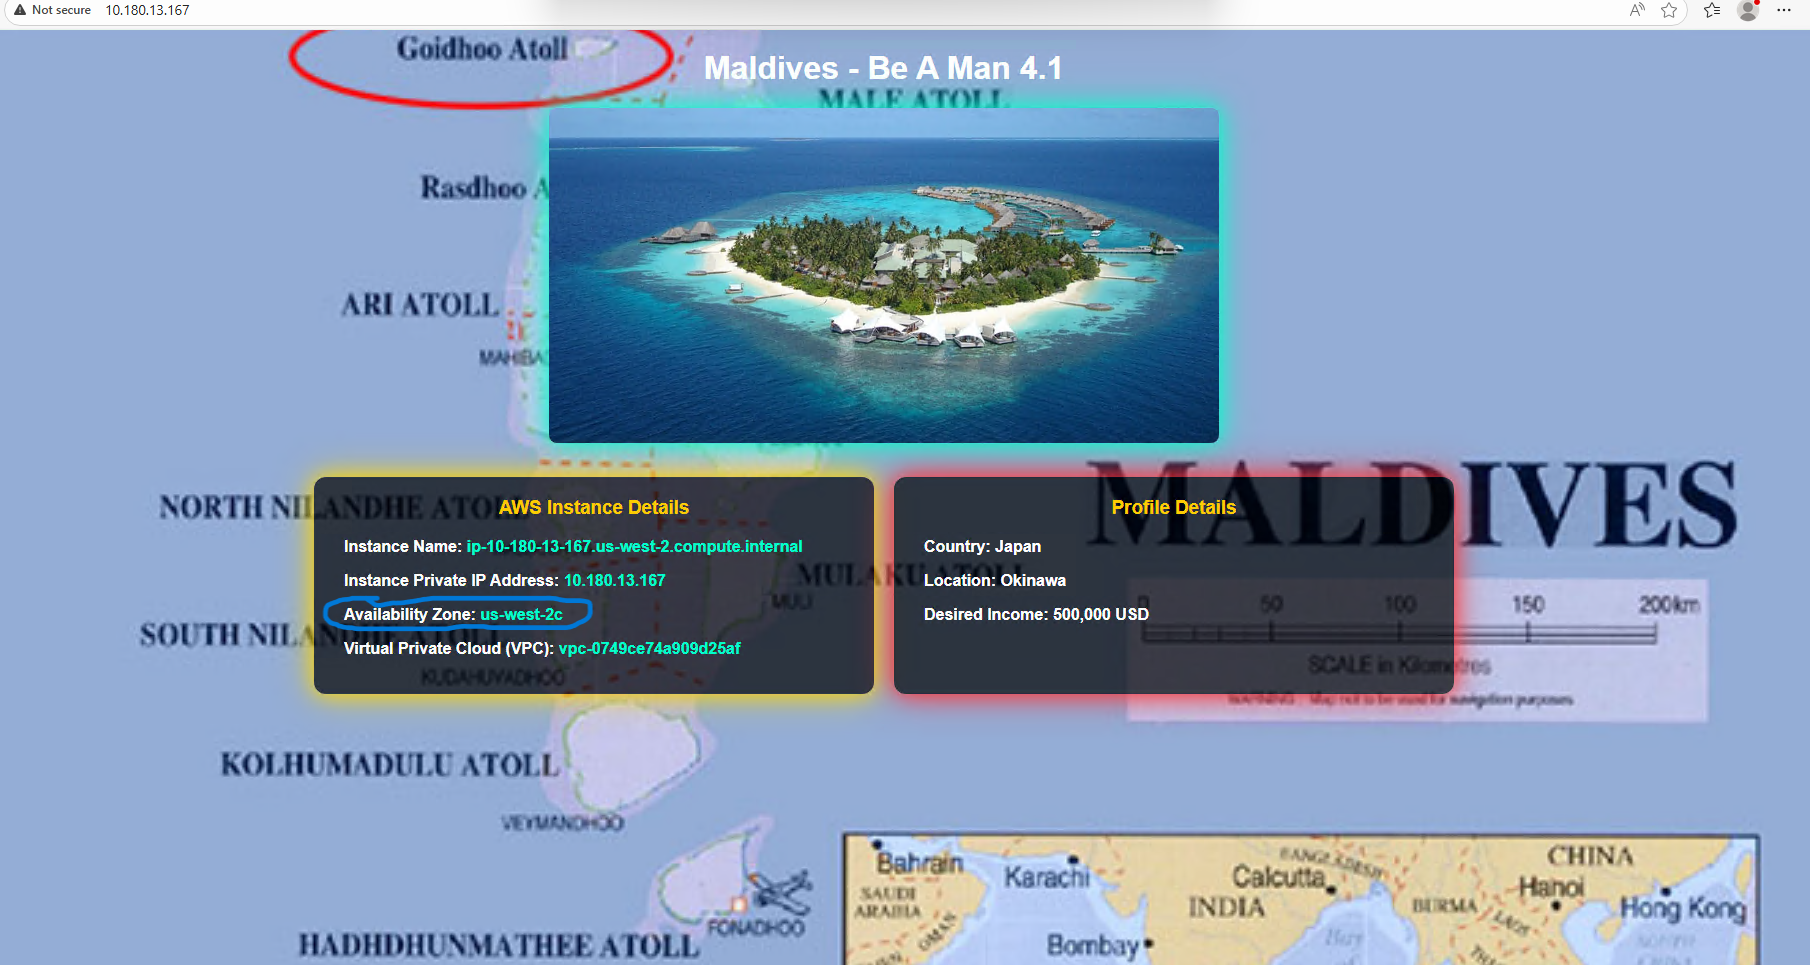 Not secure 10.180.13.167
Goidhoo Atoll
Maldives - Be A Man 4.1
MALE ATOLL
Rasdhoo A
ARI ATOLL
NORTH NILANDHE ATOLL
MALDIVES
AWS Instance Details
Instance Name: ip-10-180-13-167.us-west-2.compute.internal
Instance Private IP Address: 10.180.13.167
Availability Zone: us-west-2c
Virtual Private Cloud (VPC): vpc-0749ce74a909d25af
Profile Details
Country: Japan
Location: Okinawa
Desired Income: 500,000 USD
MULAKU ATOLL
MULI
0 50 100 150 200km
SCALE in Kilometres
WARNING : Map not to be used for navigation purposes
SOUTH NILANDHE ATOLL
KUDAHUVADHOO
KOLHUMADULU ATOLL
VEYMANDHOO
FONADHOO
HADHDHUNMATHEE ATOLL
Bahrain
SAUDI
ARABIA
OMAN
Karachi
INDIA
Bombay
Calcutta
BANGLADESH
BURMA
CHINA
Hanoi
LAOS
Hong Kong
Bay